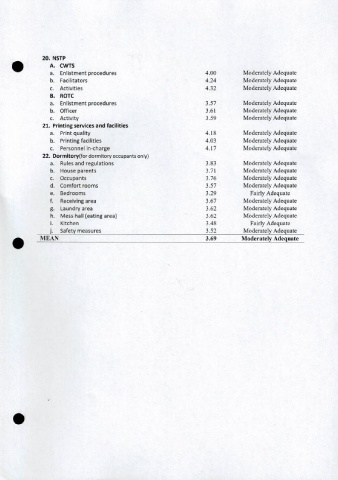 20. NSTP
A. CWTS
a. Enlistment procedures 4.00 Moderately Adequate
b. Facilitators 4.24 Moderately Adequate
c. Activities 4.32 Moderately Adequate
B. ROTC
a. Enlistment procedures 3.57 Moderately Adequate
b. Officer 3.61 Moderately Adequate
c. Activity 3.59 Moderately Adequate
21. Printing services and facilities
a. Print quality 4.18 Moderately Adequate
b. Printing facilities 4.03 Moderately Adequate
c. Personnel in-charge 4.17 Moderately Adequate
22. Dormitory(for dormitory occupants only)
a. Rules and regulations 3.83 Moderately Adequate
b. House parents 3.71 Moderately Adequate
c. Occupants 3.76 Moderately Adequate
d. Comfort rooms 3.57 Moderately Adequate
e. Bedrooms 3.29 Fairly Adequate
f. Receiving area 3.67 Moderately Adequate
g. Laundry area 3.62 Moderately Adequate
h. Mess hall (eating area) 3.62 Moderately Adequate
i. Kitchen 3.48 Fairly Adequate
j. Safety measures 3.52 Moderately Adequate
MEAN 3.69 Moderately Adequate